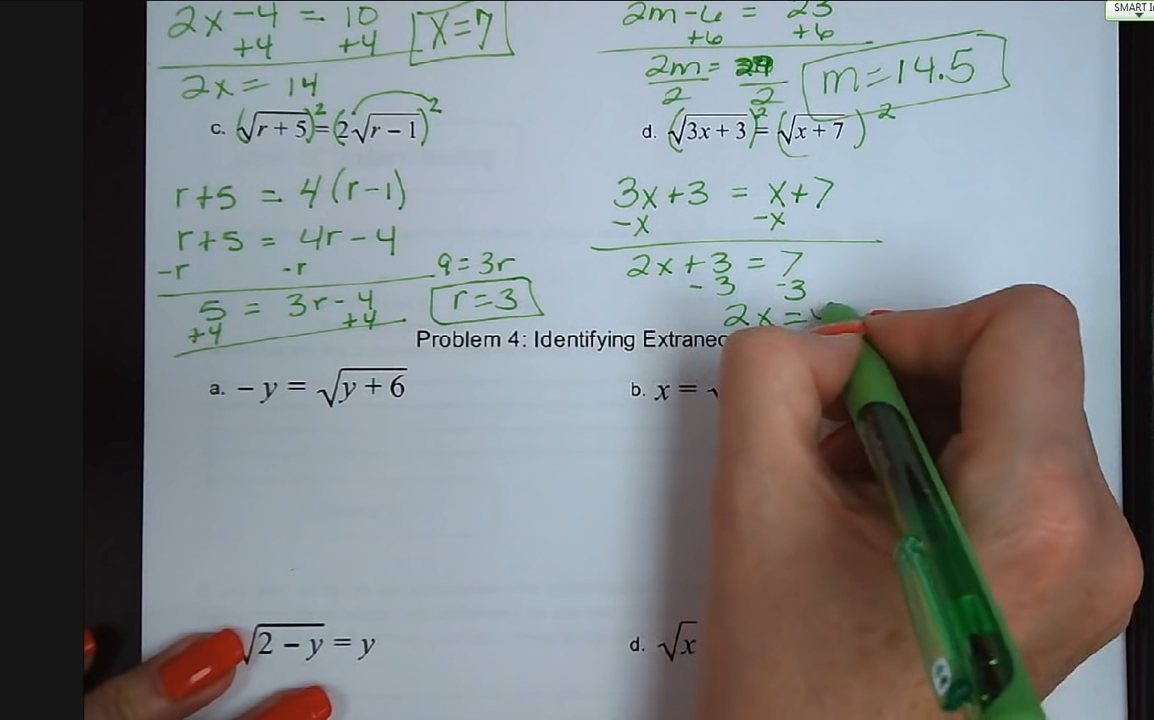 SMART
2x - 4 = 10
+4 +4
x = 7
2x = 14
2m - 6 = 23
+6 +6
2m =
2 2
m = 14.5
c. (√r + 5)² = (2√r − 1)²
r + 5 = 4(r - 1)
r + 5 = 4r - 4
-r -r
5 = 3r - 4
+4 +4
9 = 3r
r = 3
d. (√3x + 3)² = (√x + 7)²
3x + 3 = x + 7
-x -x
2x + 3 = 7
-3 -3
2x =
Problem 4: Identifying
a. − y = √y + 6
b. x =
√2 − y = y
d. √x